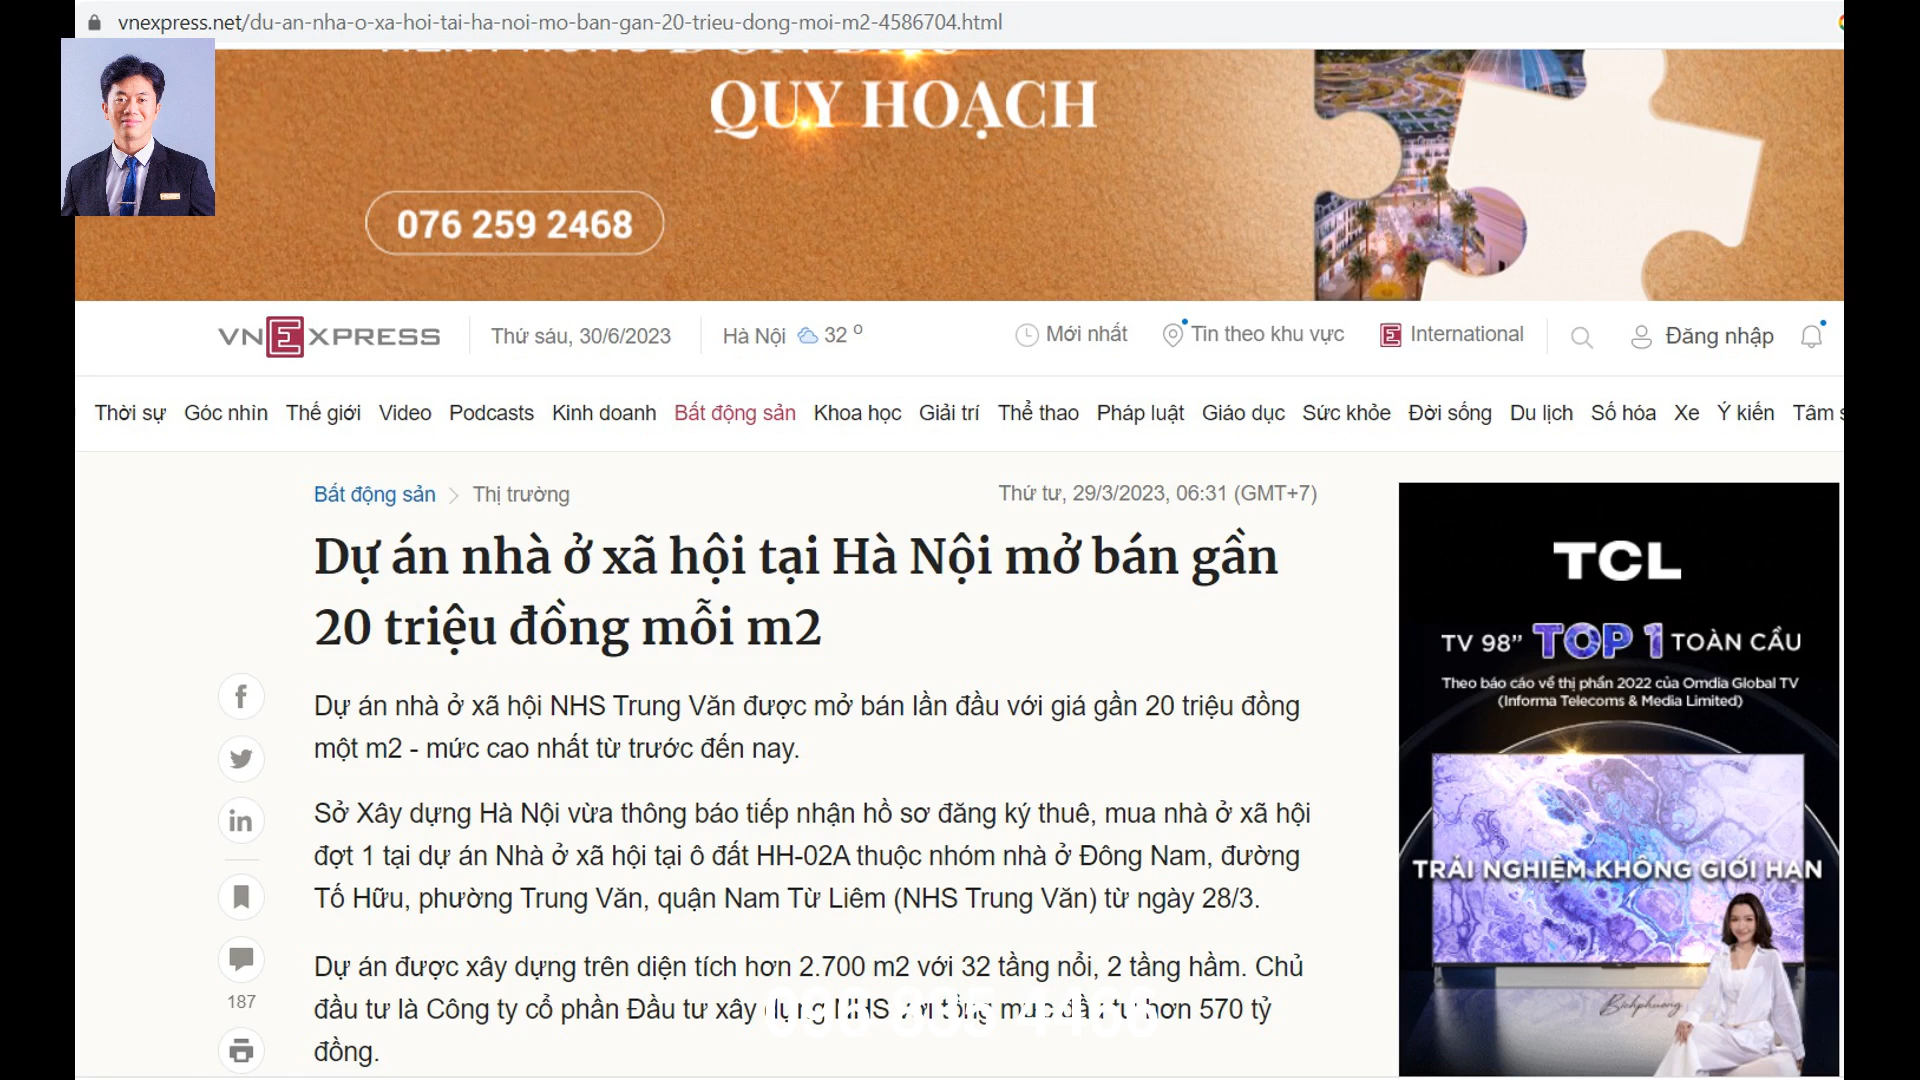 vnexpress.net/du-an-nha-o-xa-hoi-tai-ha-noi-mo-ban-gan-20-trieu-dong-moi-m2-4586704.html
QUY HOẠCH
076 259 2468
VNEXPRESS
Thứ sáu, 30/6/2023
Hà Nội 32 º
Mới nhất
Tin theo khu vực
International
Đăng nhập
Thời sự Góc nhìn Thế giới Video Podcasts Kinh doanh Bất động sản Khoa học Giải trí Thể thao Pháp luật Giáo dục Sức khỏe Đời sống Du lịch Số hóa Xe Ý kiến Tâm
Bất động sản > Thị trường
Thứ tư, 29/3/2023, 06:31 (GMT+7)
Dự án nhà ở xã hội tại Hà Nội mở bán gần
20 triệu đồng mỗi m2
Dự án nhà ở xã hội NHS Trung Văn được mở bán lần đầu với giá gần 20 triệu đồng
một m2 - mức cao nhất từ trước đến nay.
Sở Xây dựng Hà Nội vừa thông báo tiếp nhận hồ sơ đăng ký thuê, mua nhà ở xã hội
đợt 1 tại dự án Nhà ở xã hội tại ô đất HH-02A thuộc nhóm nhà ở Đông Nam, đường
Tố Hữu, phường Trung Văn, quận Nam Từ Liêm (NHS Trung Văn) từ ngày 28/3.
Dự án được xây dựng trên diện tích hơn 2.700 m2 với 32 tầng nổi, 2 tầng hầm. Chủ
đầu tư là Công ty cổ phần Đầu tư xây dựng NHS với tổng mức đầu tư hơn 570 tỷ
đồng.
187
TCL
TV 98” TOP 1 TOÀN CẦU
Theo báo cáo về thị phần 2022 của Omdia Global TV
(Informa Telecoms & Media Limited)
TRẢI NGHIỆM KHÔNG GIỚI HẠN
Bichphuong